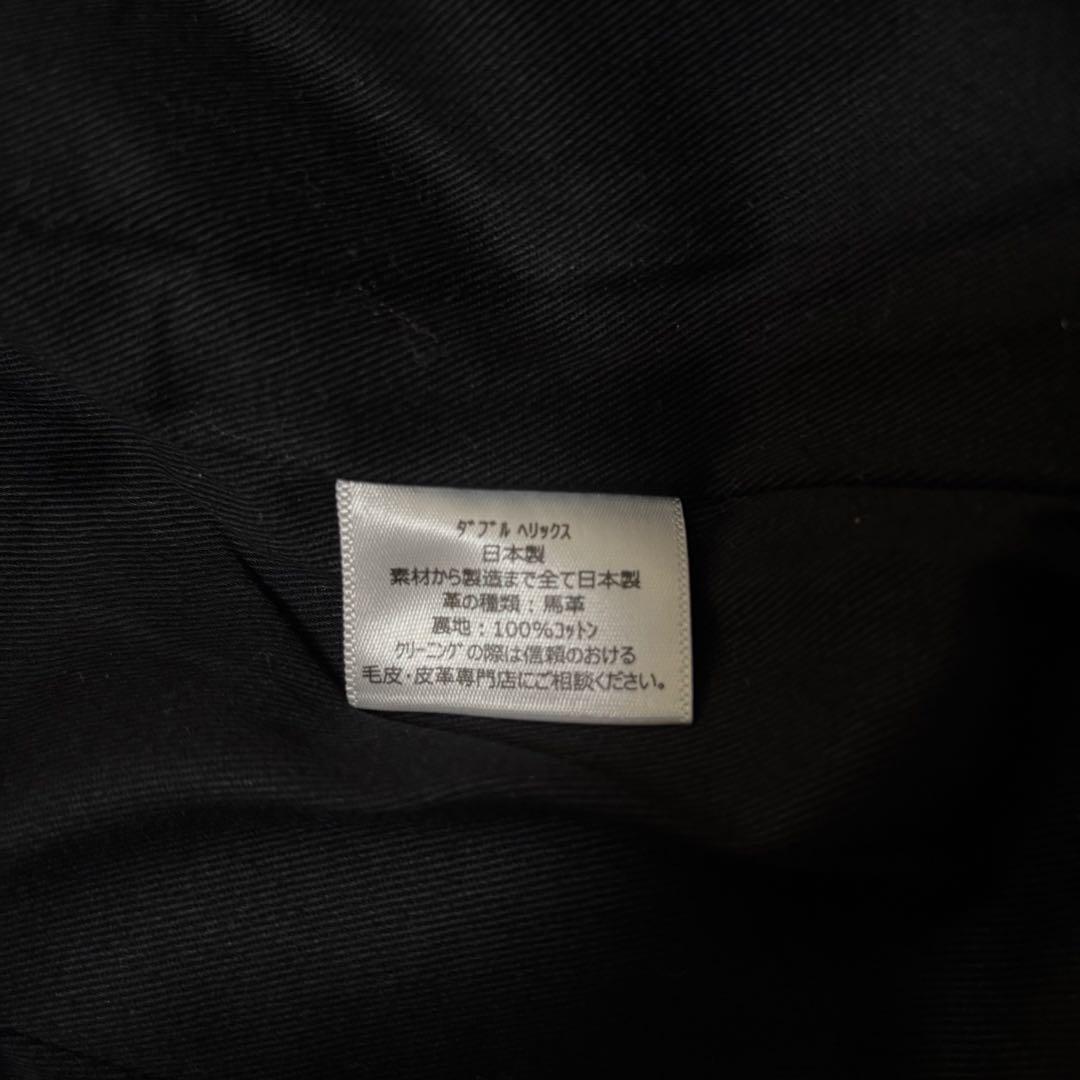 ﾀﾞﾌﾞﾙ ﾍリックス
日本製
素材から製造まで全て日本製
革の種類：馬革
裏地：100%ｺｯﾄﾝ
ｸﾘｰﾆﾝｸﾞの際は信頼のおける
毛皮・皮革専門店にご相談ください。